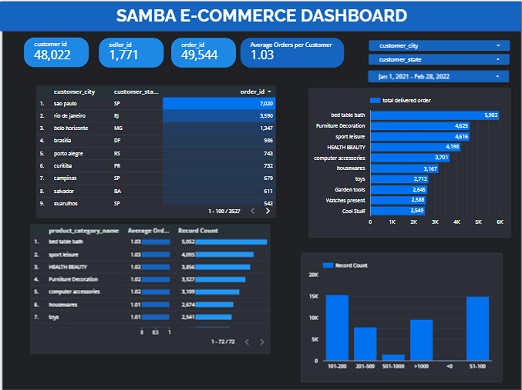 SAMBA E-COMMERCE DASHBOARD
customer id
48,022
seller_id
1,771
order_id
49,544
Average Orders per Customer
1.03
customer_city
customer_state
Jan 1, 2021 - Feb 28, 2022
customer_city customer_sta... order_id
1. sao paulo SP 7,020
2. rio de janeiro RJ 3,590
3. belo horizonte MG 1,347
4. brasilia DF 986
5. porto alegre RS 743
6. curitiba PR 732
7. campinas SP 679
8. salvador BA 611
9. guarulhos SP 542
1 - 100 / 3527
total delivered order
bed table bath 5,902
Furniture Decoration 4,625
sport leisure 4,616
HEALTH BEAUTY 4,198
computer accessories 3,701
housewares 3,167
toys 2,712
Garden tools 2,646
Watches present 2,588
Cool Stuff 2,549
0 1K 2K 3K 4K 5K 6K
product_category_name Average Ord... Record Count
1. bed table bath 1.03 5,052
2. sport leisure 1.03 4,095
3. HEALTH BEAUTY 1.02 3,856
4. Furniture Decoration 1.02 3,527
5. computer accessories 1.02 3,109
6. housewares 1.01 2,674
7. toys 1.01 2,541
0 0.5 1
1 - 72 / 72
Record Count
20K
15K
10K
5K
0
101-200 201-500 501-1000 >1000 <0 51-100